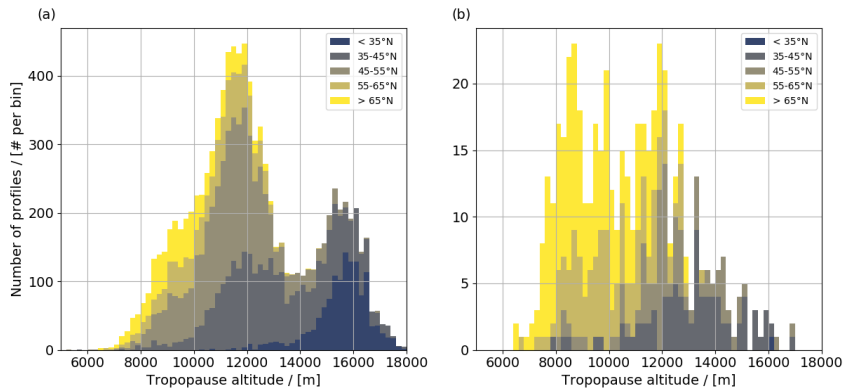 (a)
(b)
Number of profiles / [# per bin]
400
300
200
100
0
< 35°N
35-45°N
45-55°N
55-65°N
> 65°N
6000 8000 10000 12000 14000 16000 18000
Tropopause altitude / [m]
20
15
10
5
0
< 35°N
35-45°N
45-55°N
55-65°N
> 65°N
6000 8000 10000 12000 14000 16000 18000
Tropopause altitude / [m]